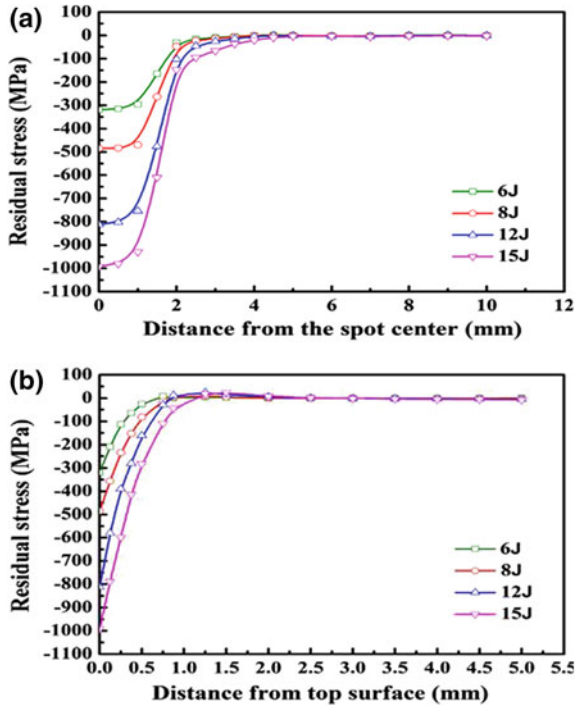 (a)
100
0
-100
-200
-300
-400
-500
-600
-700
-800
-900
-1000
-1100
Residual stress (MPa)
6J
8J
12J
15J
0 2 4 6 8 10 12
Distance from the spot center (mm)
(b)
100
0
-100
-200
-300
-400
-500
-600
-700
-800
-900
-1000
-1100
Residual stress (MPa)
6J
8J
12J
15J
0.0 0.5 1.0 1.5 2.0 2.5 3.0 3.5 4.0 4.5 5.0 5.5
Distance from top surface (mm)